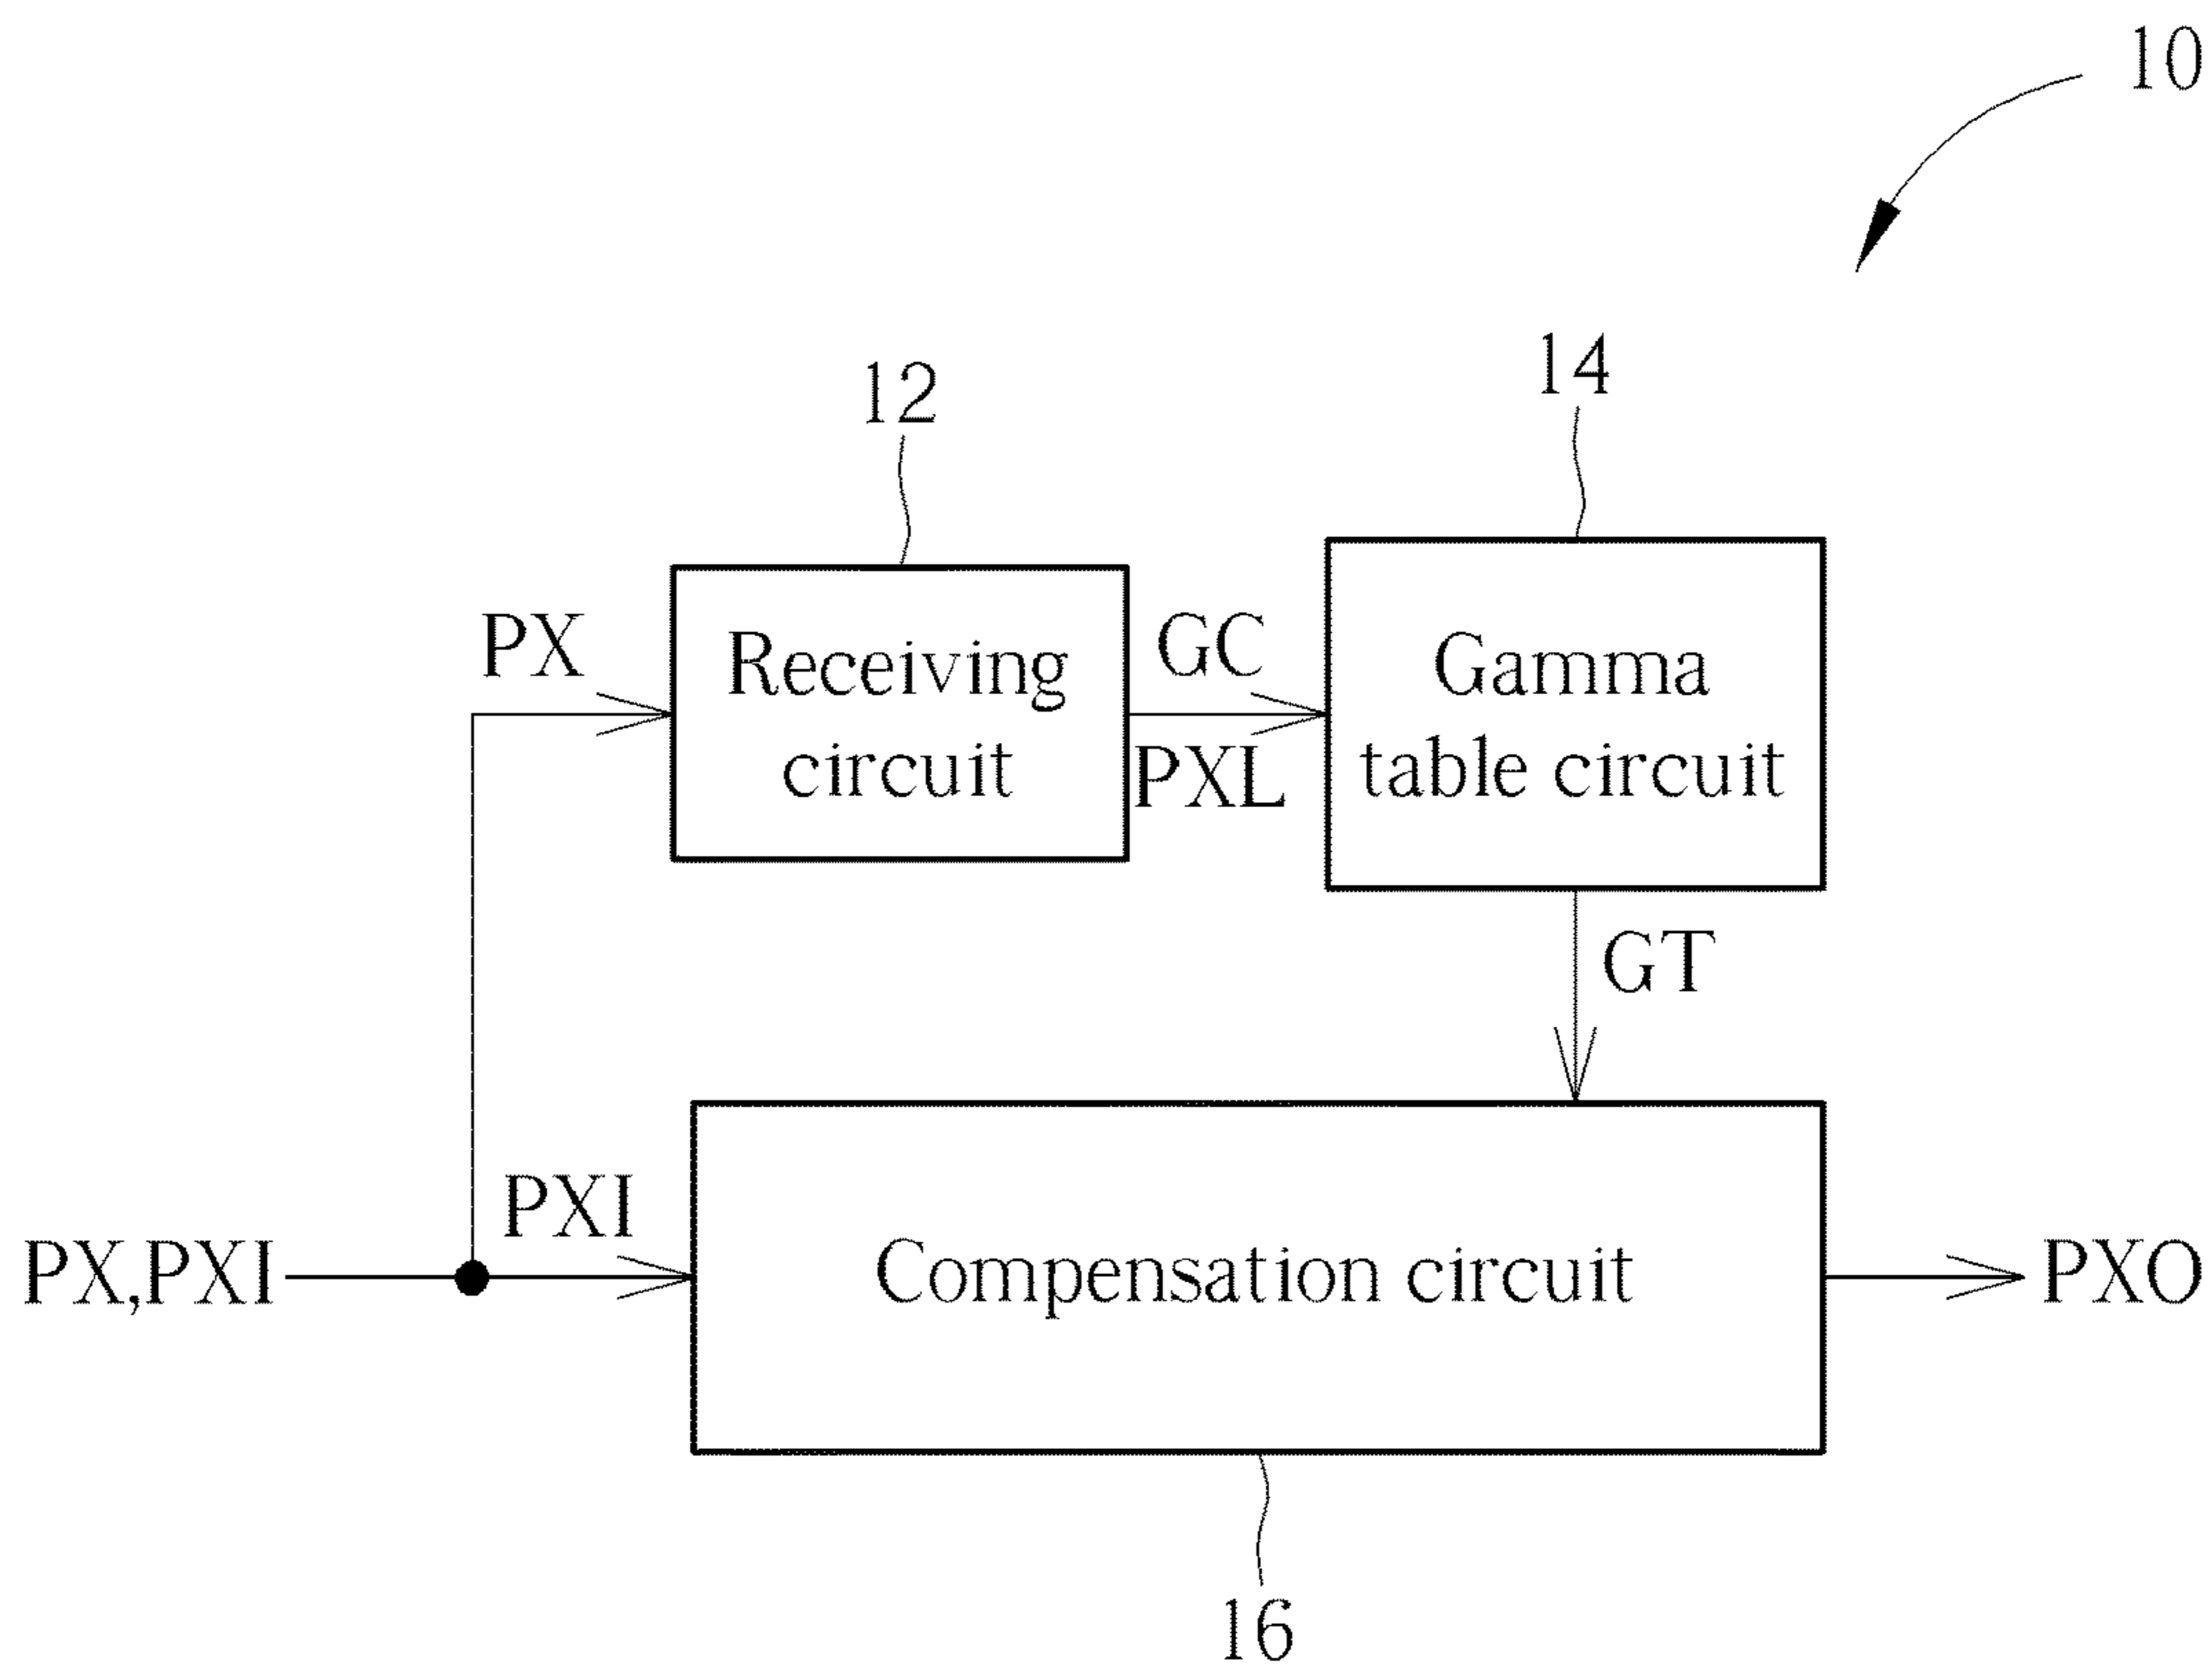 10
12
14
PX
Receiving
circuit
GC
PXL
Gamma
table circuit
GT
PX,PXI
PXI
Compensation circuit
PXO
16